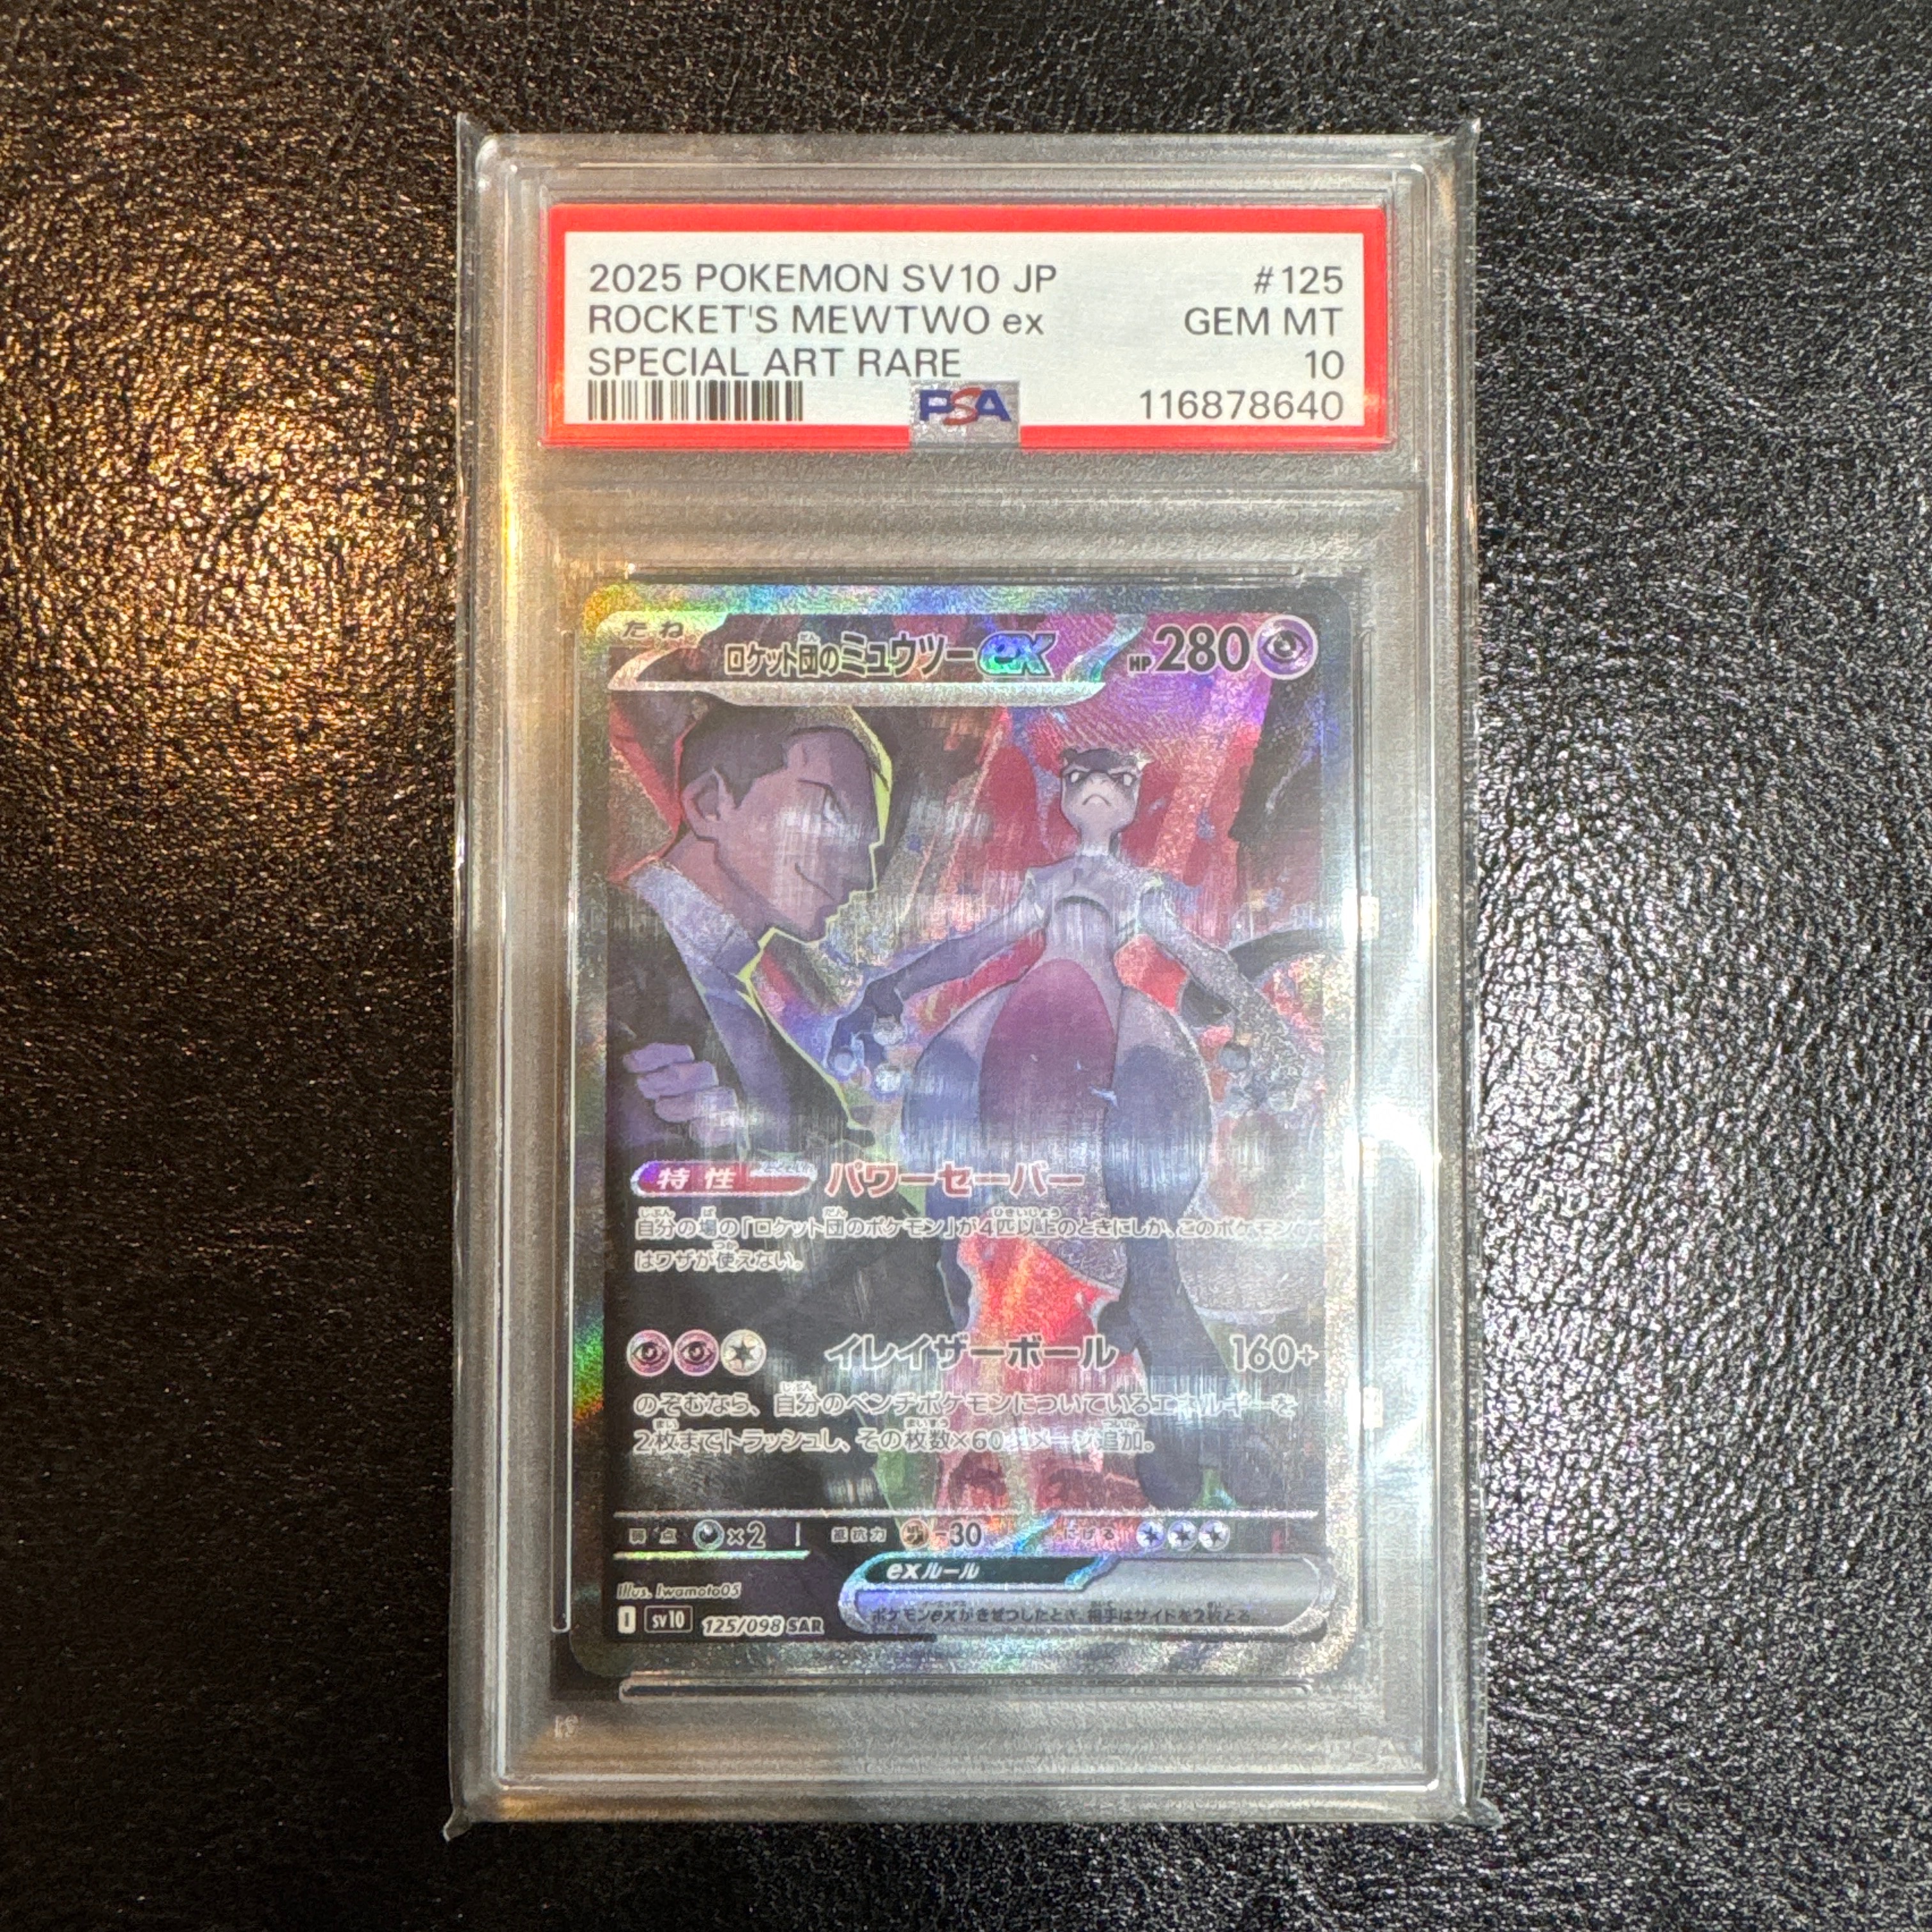 2025 POKEMON SV10 JP #125
ROCKET'S MEWTWO ex GEM MT
SPECIAL ART RARE 10
PSA 116878640
たね ロケット団のミュウツーex HP280
特性 パワーセーバー
自分の場の「ロケット団のポケモン」が4匹以上のときにしか、このポケモン
はワザが使えない。
イレイザーボール 160+
のぞむなら、自分のベンチポケモンについているエネルギーを
2枚までトラッシュし、その枚数×60ダメージ追加。
弱点 ×2 抵抗力 -30 にげる
exルール
Illus. Iwamoto05
ポケモンexがきぜつしたとき、相手はサイドを2枚とる。
I sv10 125/098 SAR